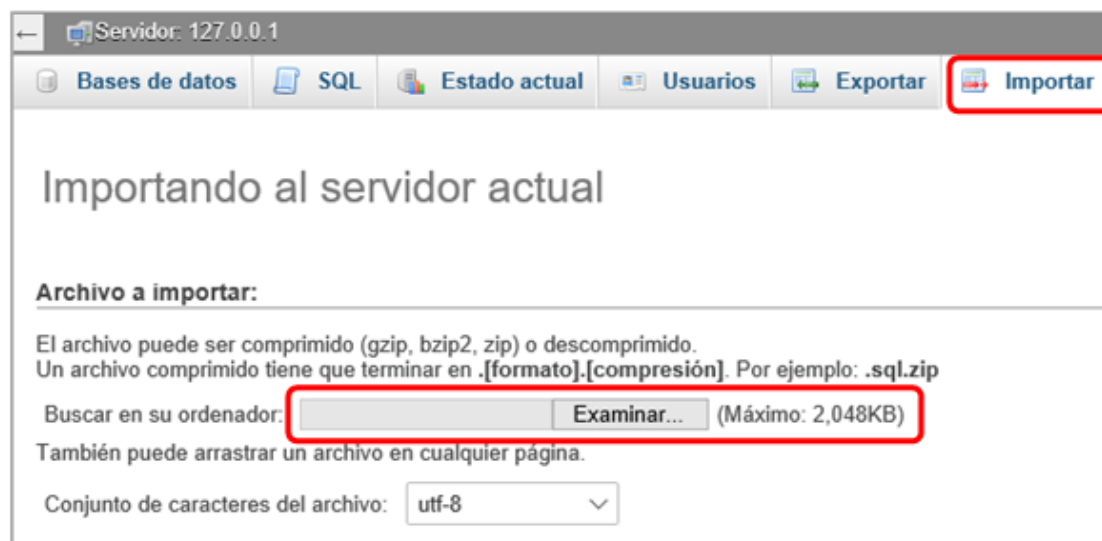 ← Servidor: 127.0.0.1
Bases de datos SQL Estado actual Usuarios Exportar Importar
Importando al servidor actual
Archivo a importar:
El archivo puede ser comprimido (gzip, bzip2, zip) o descomprimido.
Un archivo comprimido tiene que terminar en .[formato].[compresión]. Por ejemplo: .sql.zip
Buscar en su ordenador: Examinar... (Máximo: 2,048KB)
También puede arrastrar un archivo en cualquier página.
Conjunto de caracteres del archivo: utf-8